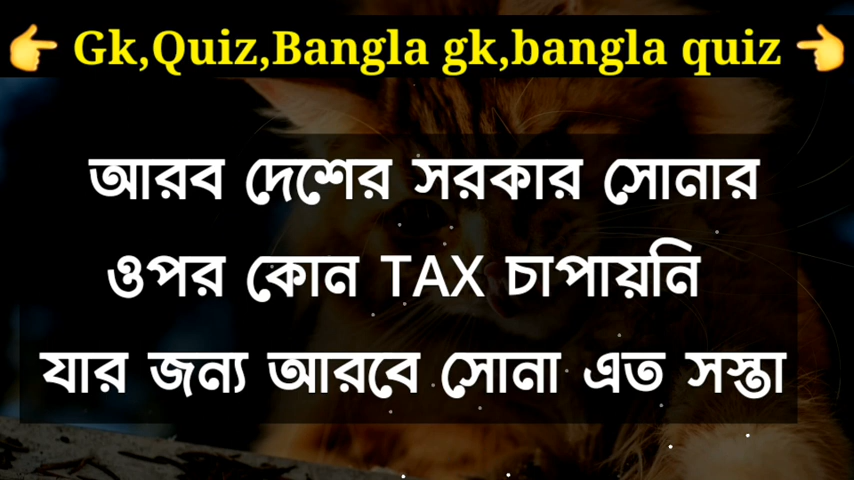 👉 Gk,Quiz,Bangla gk,bangla quiz 👈
আরব দেশের সরকার সোনার
ওপর কোন TAX চাপায়নি
যার জন্য আরবে সোনা এত সস্তা